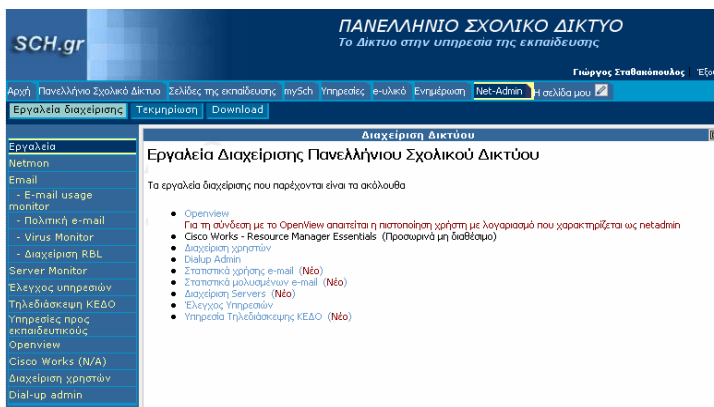 SCH.gr
ΠΑΝΕΛΛΗΝΙΟ ΣΧΟΛΙΚΟ ΔΙΚΤΥΟ
Το Δίκτυο στην υπηρεσία της εκπαίδευσης
Γιώργος Σταθακόπουλος
Αρχή Πανελλήνιο Σχολικό Δίκτυο Σελίδες της εκπαίδευσης mySch Υπηρεσίες e-υλικό Ενημέρωση Net-Admin Η σελίδα μου
Εργαλεία διαχείρισης Τεκμηρίωση Download
Διαχείριση Δικτύου
Εργαλεία
Netmon
Email
- E-mail usage
monitor
- Πολιτική e-mail
- Virus Monitor
- Διαχείριση RBL
Server Monitor
Έλεγχος υπηρεσιών
Τηλεδιάσκεψη ΚΕΔΟ
Υπηρεσίες προς
εκπαιδευτικούς
Openview
Cisco Works (N/A)
Διαχείριση χρηστών
Dial-up admin
Εργαλεία Διαχείρισης Πανελλήνιου Σχολικού Δικτύου
Τα εργαλεία διαχείρισης που παρέχονται είναι τα ακόλουθα
Openview
Για τη σύνδεση με το OpenView απαιτείται η πιστοποίηση χρήστη με λογαριασμό που χαρακτηρίζεται ως netadmin
Cisco Works - Resource Manager Essentials (Προσωρινά μη διαθέσιμο)
Διαχείριση χρηστών
Dialup Admin
Στατιστικά χρήσης e-mail (Νέο)
Στατιστικά μολυσμένων e-mail (Νέο)
Διαχείριση Servers (Νέο)
Έλεγχος Υπηρεσιών
Υπηρεσία Τηλεδιάσκεψης ΚΕΔΟ (Νέο)